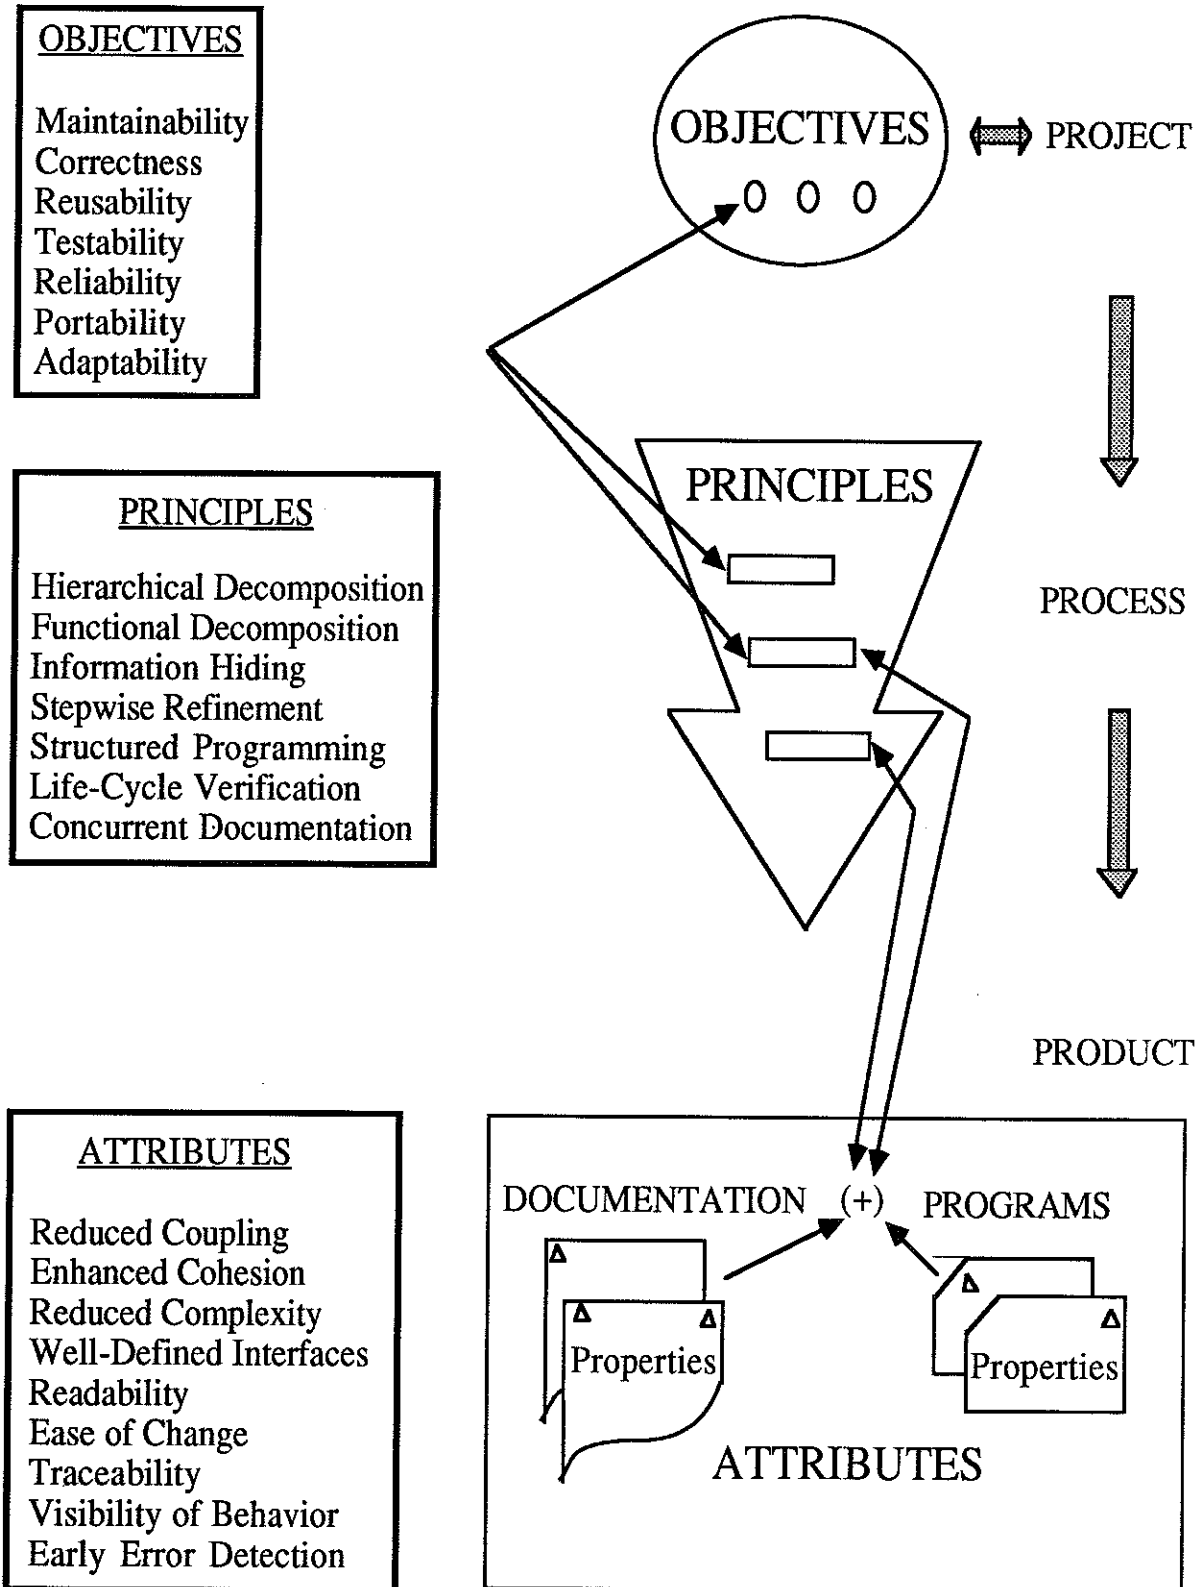 OBJECTIVES
Maintainability
Correctness
Reusability
Testability
Reliability
Portability
Adaptability
OBJECTIVES
0 0 0
PROJECT
PRINCIPLES
Hierarchical Decomposition
Functional Decomposition
Information Hiding
Stepwise Refinement
Structured Programming
Life-Cycle Verification
Concurrent Documentation
PRINCIPLES
PROCESS
PRODUCT
ATTRIBUTES
Reduced Coupling
Enhanced Cohesion
Reduced Complexity
Well-Defined Interfaces
Readability
Ease of Change
Traceability
Visibility of Behavior
Early Error Detection
DOCUMENTATION (+) PROGRAMS
Δ
Δ Δ
Properties
Δ
Δ
Properties
ATTRIBUTES